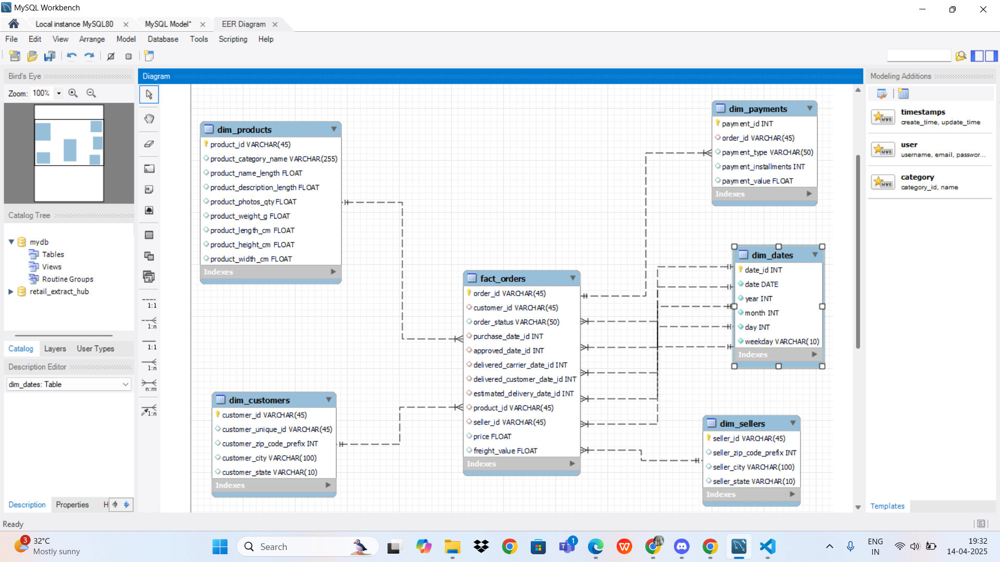 MySQL Workbench
Local instance MySQL80
MySQL Model*
EER Diagram
File Edit View Arrange Model Database Tools Scripting Help
Bird's Eye
Zoom: 100%
Catalog Tree
mydb
Tables
Views
Routine Groups
retail_extract_hub
Catalog Layers User Types
Description Editor
dim_dates: Table
Description Properties H
Ready
Diagram
1:1
1:n
1:1
1:n
n:m
1:n
dim_products
product_id VARCHAR(45)
product_category_name VARCHAR(255)
product_name_length FLOAT
product_description_length FLOAT
product_photos_qty FLOAT
product_weight_g FLOAT
product_length_cm FLOAT
product_height_cm FLOAT
product_width_cm FLOAT
Indexes
dim_customers
customer_id VARCHAR(45)
customer_unique_id VARCHAR(45)
customer_zip_code_prefix INT
customer_city VARCHAR(100)
customer_state VARCHAR(10)
Indexes
fact_orders
order_id VARCHAR(45)
customer_id VARCHAR(45)
order_status VARCHAR(50)
purchase_date_id INT
approved_date_id INT
delivered_carrier_date_id INT
delivered_customer_date_id INT
estimated_delivery_date_id INT
product_id VARCHAR(45)
seller_id VARCHAR(45)
price FLOAT
freight_value FLOAT
Indexes
dim_payments
payment_id INT
order_id VARCHAR(45)
payment_type VARCHAR(50)
payment_installments INT
payment_value FLOAT
Indexes
dim_dates
date_id INT
date DATE
year INT
month INT
day INT
weekday VARCHAR(10)
Indexes
dim_sellers
seller_id VARCHAR(45)
seller_zip_code_prefix INT
seller_city VARCHAR(100)
seller_state VARCHAR(10)
Indexes
Modeling Additions
MWB
timestamps
create_time, update_time
MWB
user
username, email, passwor...
MWB
category
category_id, name
Templates
3
32°C
Mostly sunny
Search
1
ENG
IN
19:32
14-04-2025